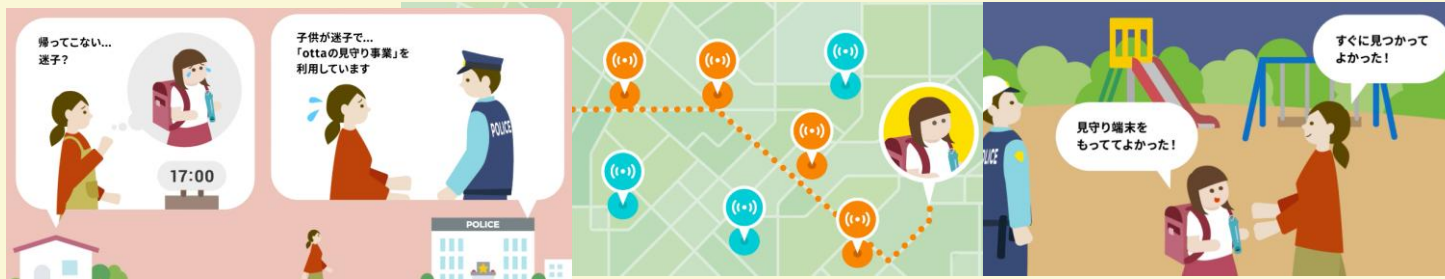 帰ってこない...
迷子？
17:00
子供が迷子で...
「ottaの見守り事業」を
利用しています
POLICE
POLICE
すぐに見つかって
よかった！
見守り端末を
もっててよかった！
LICE